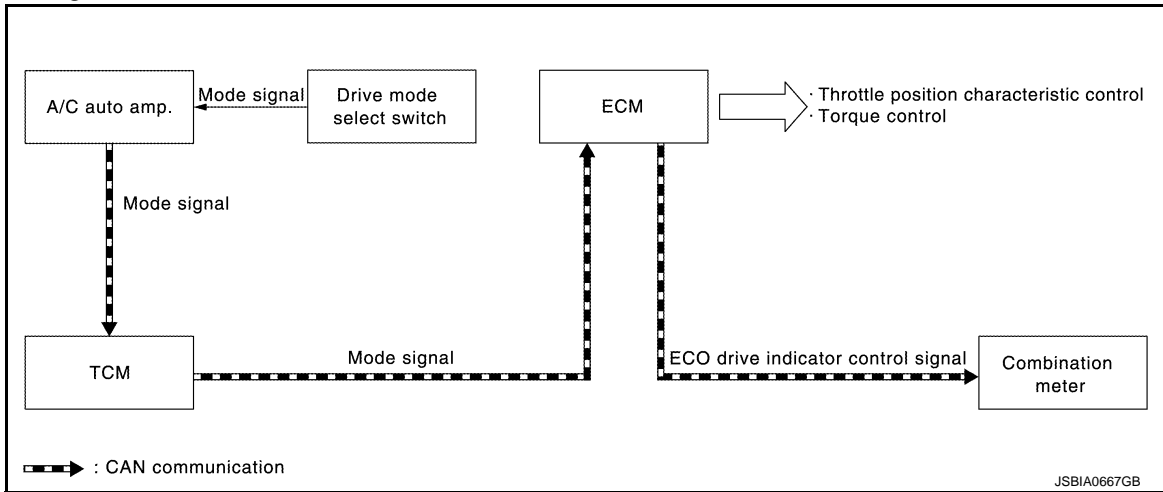 A/C auto amp.
Mode signal
Drive mode
select switch
ECM
· Throttle position characteristic control
· Torque control
Mode signal
TCM
Mode signal
ECO drive indicator control signal
Combination
meter
: CAN communication
JSBIA0667GB